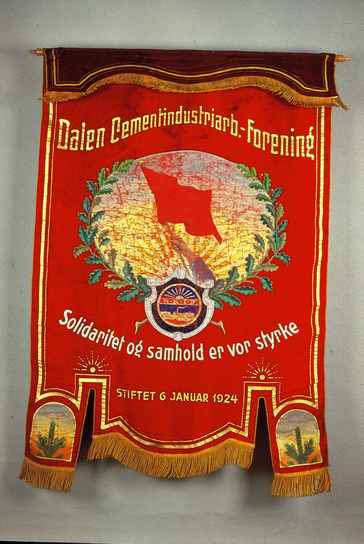 Dalen Cementindustriarb.-Forening
Solidaritet og samhold er vor styrke
STIFTET 6 JANUAR 1924